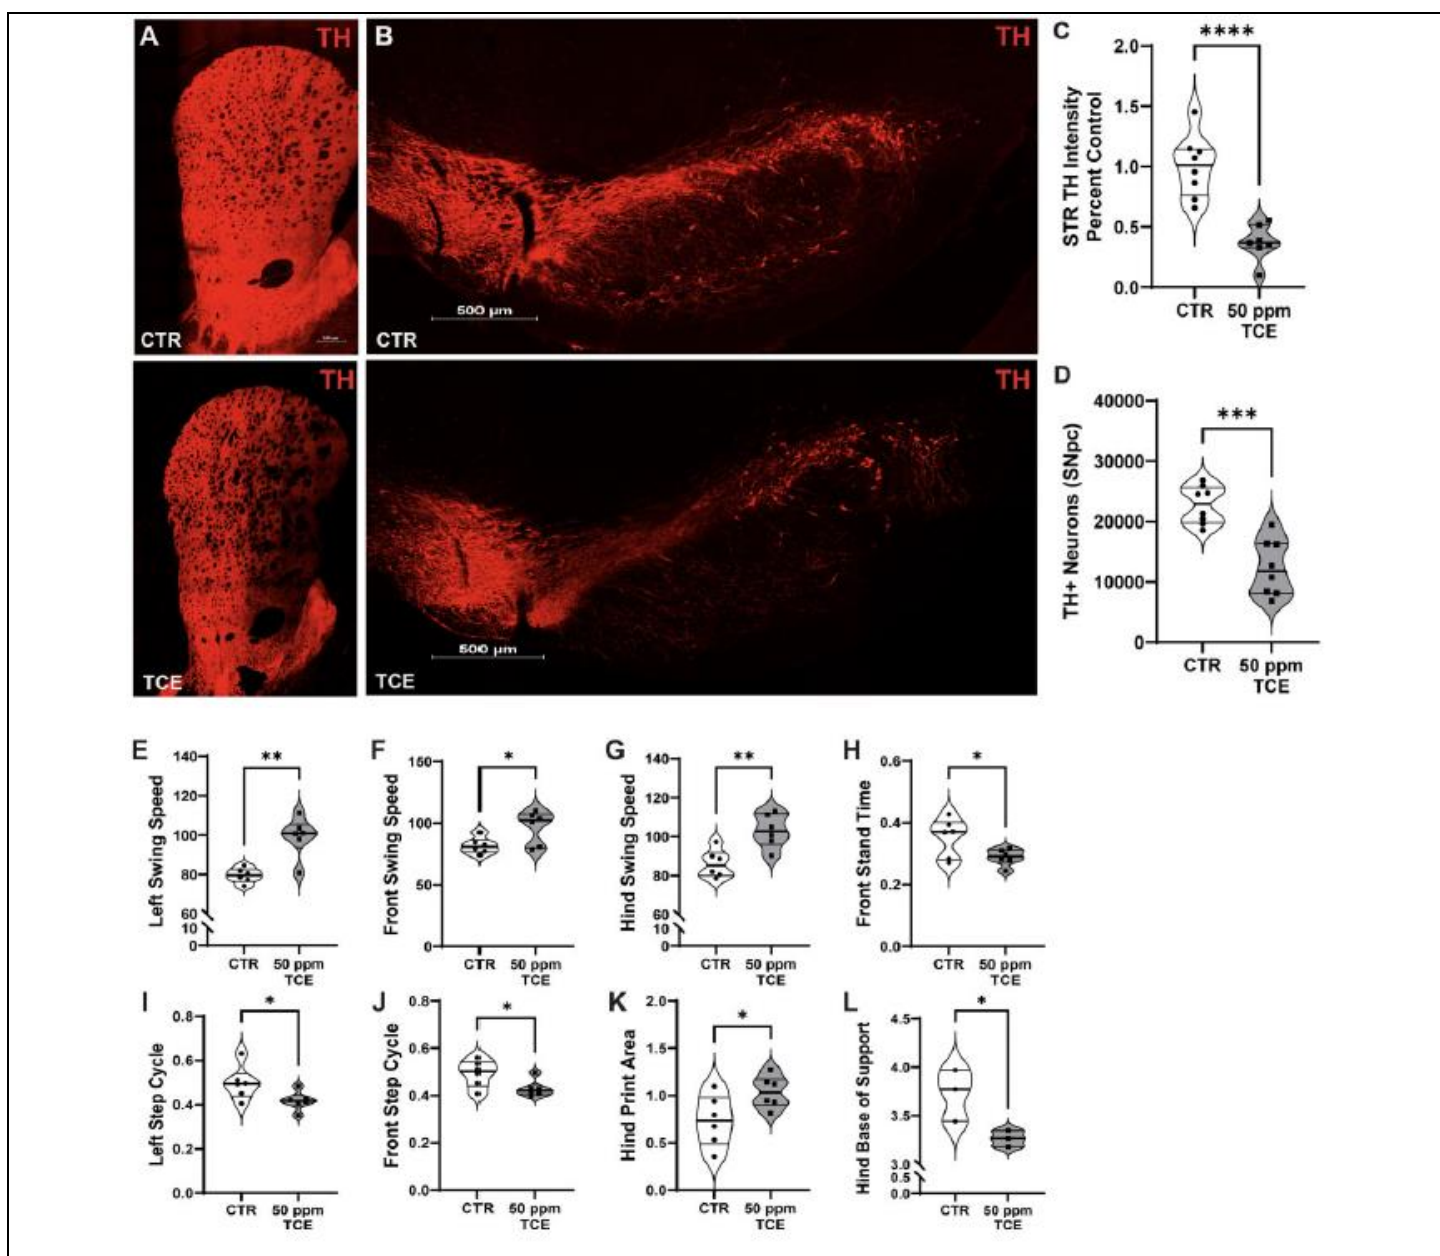 A TH
CTR
B TH
500 µm
CTR
C
****
STR TH Intensity
Percent Control
2.0
1.5
1.0
0.5
0.0
CTR 50 ppm
TCE
TH
TCE
TH
500 µm
TCE
D
***
TH+ Neurons (SNpc)
40000
30000
20000
10000
0
CTR 50 ppm
TCE
E
**
Left Swing Speed
140
120
100
80
60
10
0
CTR 50 ppm
TCE
F
*
Front Swing Speed
150
100
50
0
CTR 50 ppm
TCE
G
**
Hind Swing Speed
140
120
100
80
60
10
0
CTR 50 ppm
TCE
H
*
Front Stand Time
0.6
0.4
0.2
0.0
CTR 50 ppm
TCE
I
*
Left Step Cycle
0.8
0.6
0.4
0.2
0.0
CTR 50 ppm
TCE
J
*
Front Step Cycle
0.8
0.6
0.4
0.2
0.0
CTR 50 ppm
TCE
K
*
Hind Print Area
2.0
1.5
1.0
0.5
0.0
CTR 50 ppm
TCE
L
*
Hind Base of Support
4.5
4.0
3.5
3.0
0.5
0.0
CTR 50 ppm
TCE